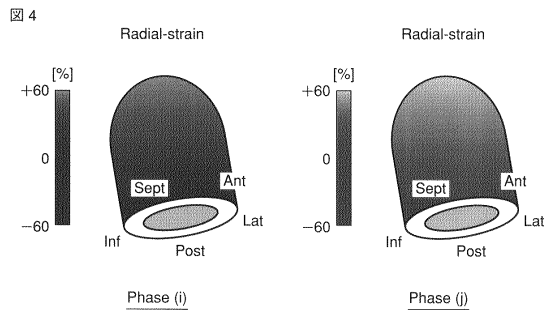 図 4
Radial-strain
[%]
+60
0
−60
Sept
Ant
Lat
Inf
Post
Phase (i)
Radial-strain
[%]
+60
0
−60
Sept
Ant
Lat
Inf
Post
Phase (j)